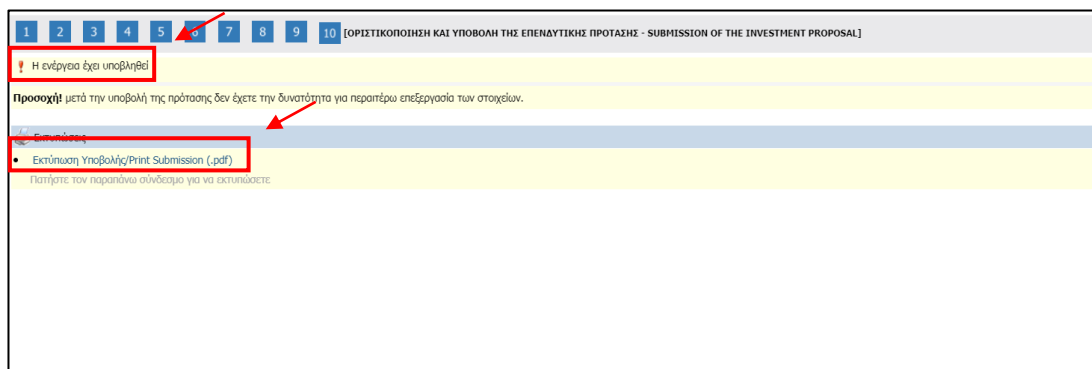 1 2 3 4 5 6 7 8 9 10 [ΟΡΙΣΤΙΚΟΠΟΙΗΣΗ ΚΑΙ ΥΠΟΒΟΛΗ ΤΗΣ ΕΠΕΝΔΥΤΙΚΗΣ ΠΡΟΤΑΣΗΣ - SUBMISSION OF THE INVESTMENT PROPOSAL]
Η ενέργεια έχει υποβληθεί
Προσοχή! μετά την υποβολή της πρότασης δεν έχετε την δυνατότητα για περαιτέρω επεξεργασία των στοιχείων.
Εκτυπώσεις
• Εκτύπωση Υποβολής/Print Submission (.pdf)
Πατήστε τον παραπάνω σύνδεσμο για να εκτυπώσετε